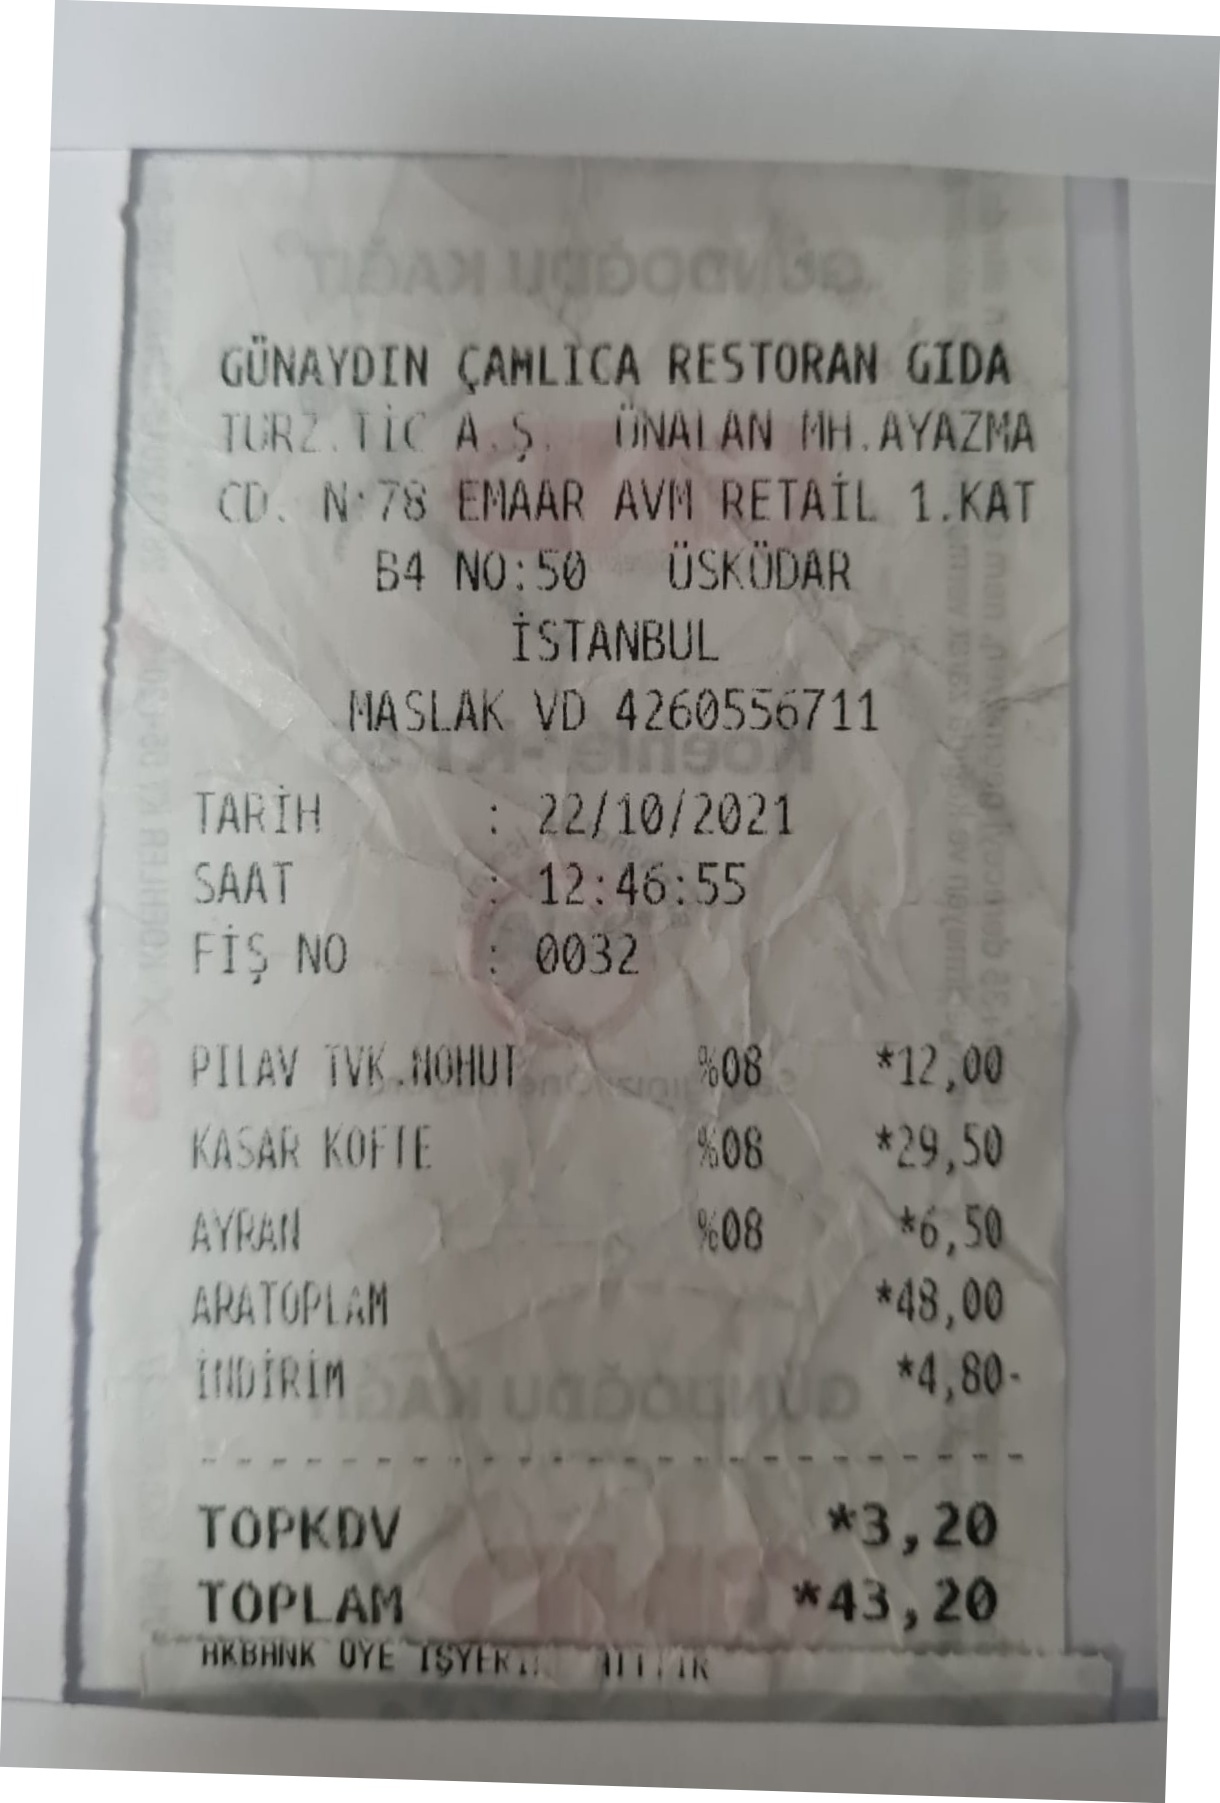 GÜNAYDIN ÇAMLICA RESTORAN GIDA
TURZ.TİC A.Ş. ÜNALAN MH.AYAZMA
CD. N:78 EMAAR AVM RETAİL 1.KAT
B4 NO:50 ÜSKÜDAR
İSTANBUL
MASLAK VD 4260556711
TARİH : 22/10/2021
SAAT : 12:46:55
FİŞ NO : 0032
PILAV TVK.NOHUT %08 *12,00
KASAR KOFTE %08 *29,50
AYRAN %08 *6,50
ARATOPLAM *48,00
İNDİRİM *4,80-
TOPKDV *3,20
TOPLAM *43,20
AKBANK ÜYE İŞYERİ